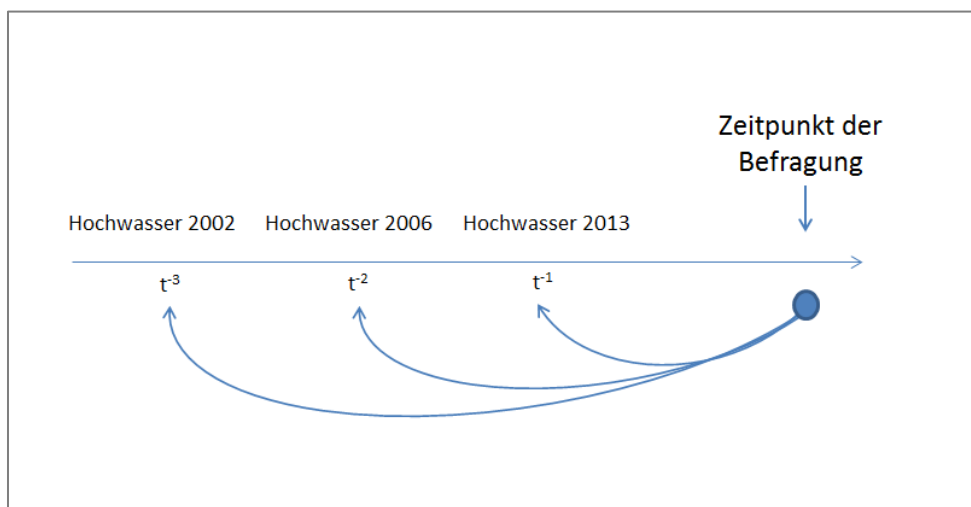 Zeitpunkt der
Befragung
Hochwasser 2002 Hochwasser 2006 Hochwasser 2013
t⁻³ t⁻² t⁻¹